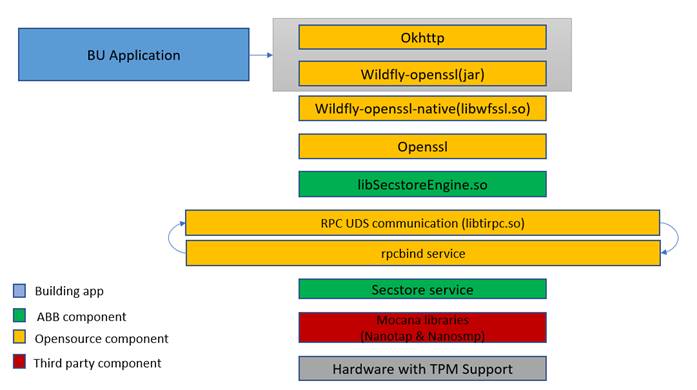 Okhttp
BU Application
Wildfly-openssl(jar)
Wildfly-openssl-native(libwfssl.so)
Openssl
libSecstoreEngine.so
RPC UDS communication (libtirpc.so)
rpcbind service
Secstore service
Mocana libraries
(Nanotap & Nanosmp)
Hardware with TPM Support
Building app
ABB component
Opensource component
Third party component